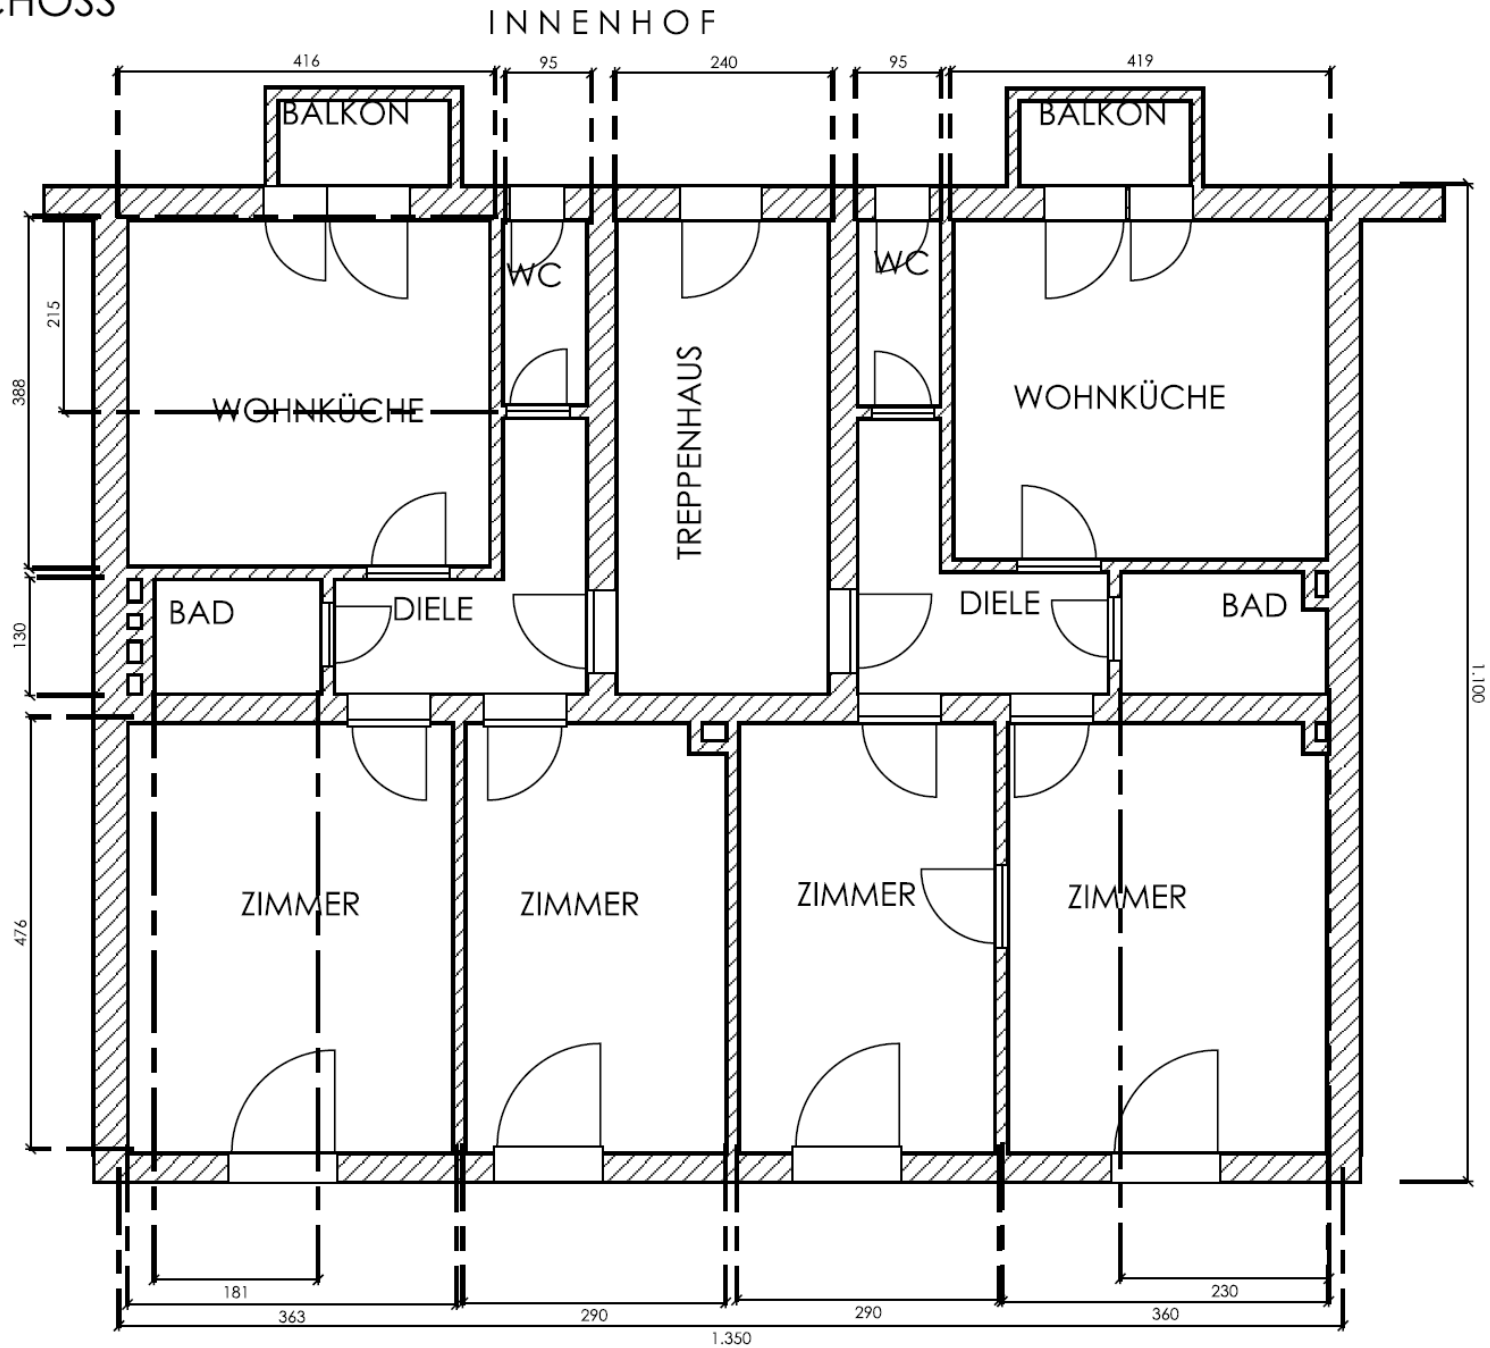 INNENHOF
416
95
240
95
419
BALKON
BALKON
WC
WC
215
388
WOHNKÜCHE
TREPPENHAUS
WOHNKÜCHE
BAD
DIELE
DIELE
BAD
130
1.100
ZIMMER
ZIMMER
ZIMMER
ZIMMER
476
181
230
363
290
290
360
1.350